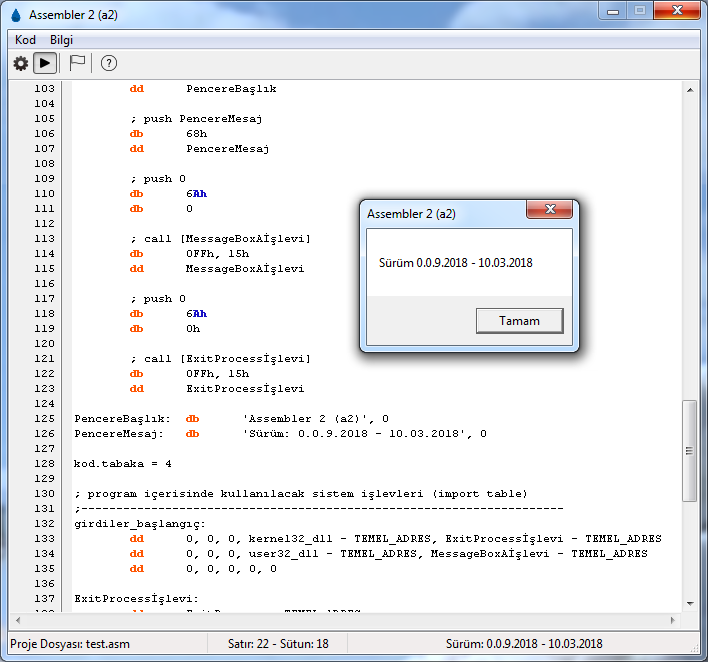 Assembler 2 (a2)
Kod Bilgi
103 dd PencereBaşlık
104
105 ; push PencereMesaj
106 db 68h
107 dd PencereMesaj
108
109 ; push 0
110 db 6Ah
111 db 0
112
113 ; call [MessageBoxAİşlevi]
114 db 0FFh, 15h
115 dd MessageBoxAİşlevi
116
117 ; push 0
118 db 6Ah
119 db 0h
120
121 ; call [ExitProcessİşlevi]
122 db 0FFh, 15h
123 dd ExitProcessİşlevi
124
125 PencereBaşlık: db 'Assembler 2 (a2)', 0
126 PencereMesaj: db 'Sürüm: 0.0.9.2018 - 10.03.2018', 0
127
128 kod.tabaka = 4
129
130 ; program içerisinde kullanılacak sistem işlevleri (import table)
131 ;-------------------------------------------------------------------
132 girdiler_başlangıç:
133 dd 0, 0, 0, kernel32_dll - TEMEL_ADRES, ExitProcessİşlevi - TEMEL_ADRES
134 dd 0, 0, 0, user32_dll - TEMEL_ADRES, MessageBoxAİşlevi - TEMEL_ADRES
135 dd 0, 0, 0, 0, 0
136
137 ExitProcessİşlevi:
Assembler 2 (a2)
Sürüm 0.0.9.2018 - 10.03.2018
Tamam
Proje Dosyası: test.asm Satır: 22 - Sütun: 18 Sürüm: 0.0.9.2018 - 10.03.2018